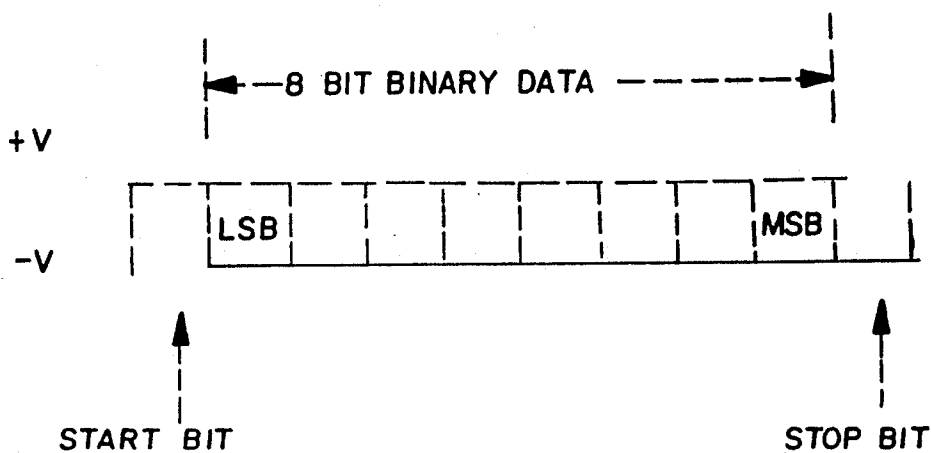 8 BIT BINARY DATA
+V
LSB
MSB
-V
START BIT
STOP BIT